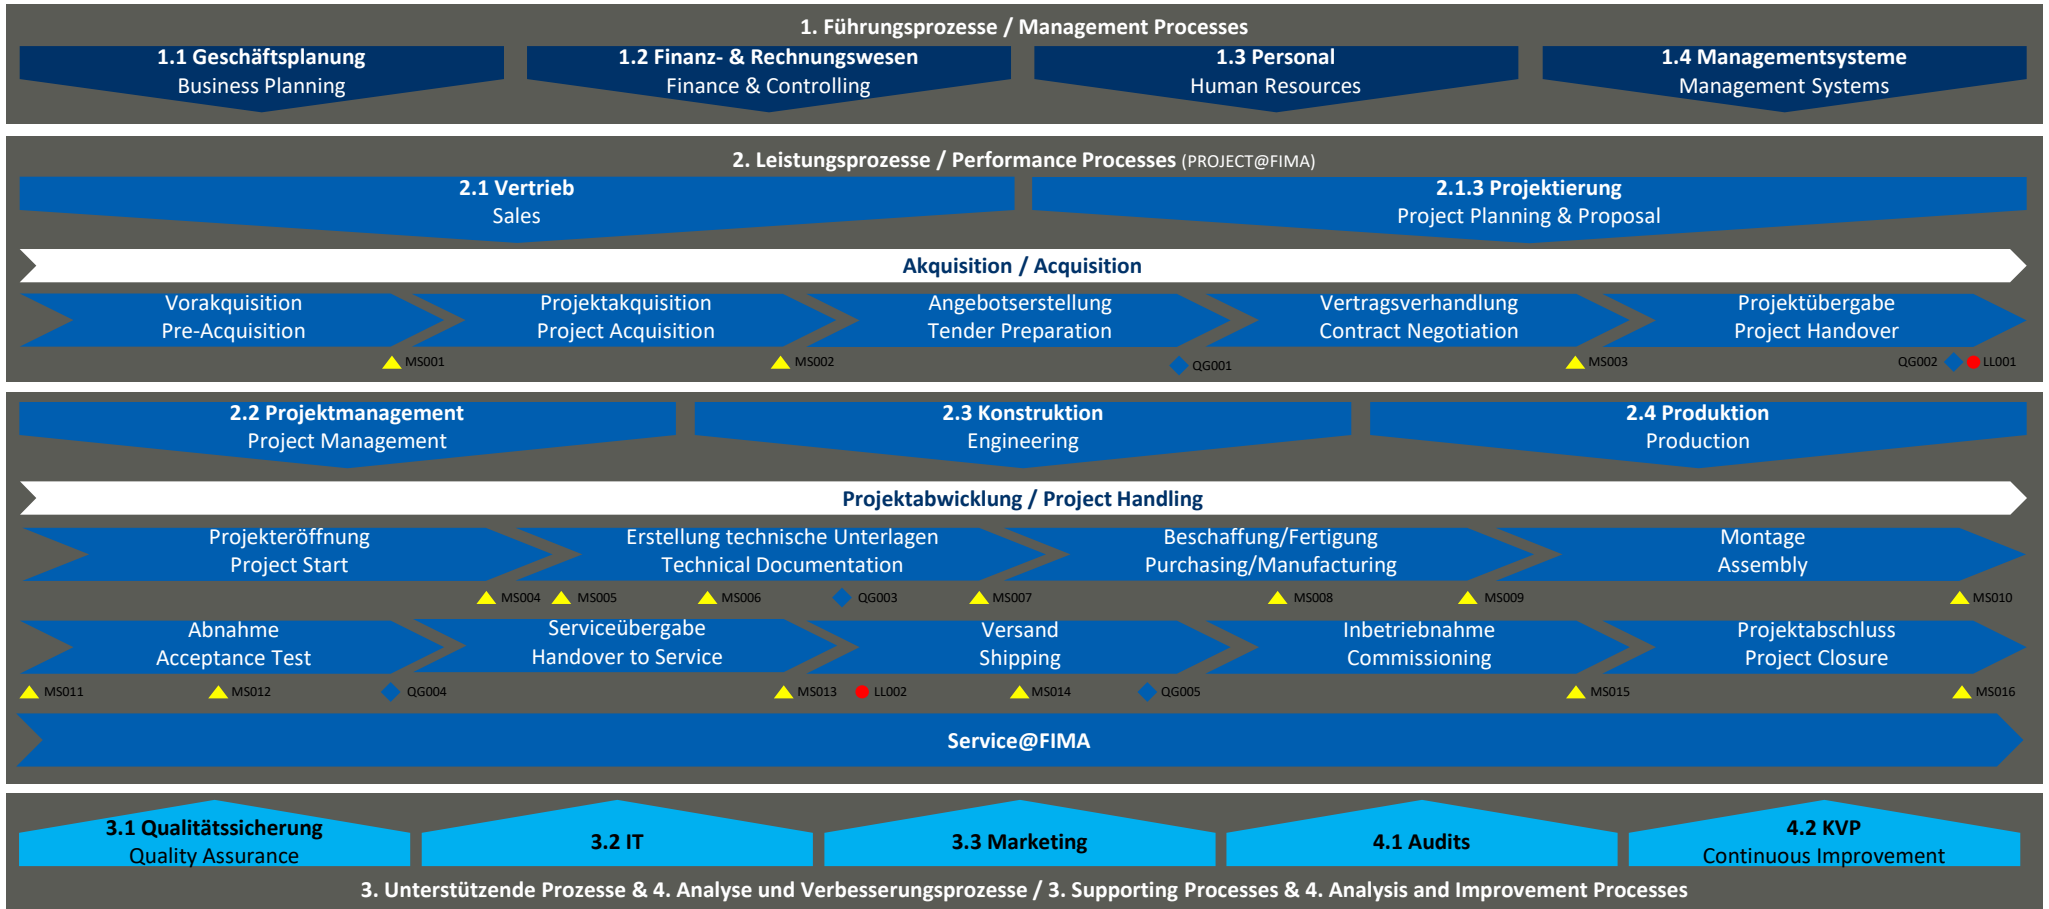 1. Führungsprozesse / Management Processes
1.1 Geschäftsplanung
Business Planning
1.2 Finanz- & Rechnungswesen
Finance & Controlling
1.3 Personal
Human Resources
1.4 Managementsysteme
Management Systems
2. Leistungsprozesse / Performance Processes (PROJECT@FIMA)
2.1 Vertrieb
Sales
2.1.3 Projektierung
Project Planning & Proposal
Akquisition / Acquisition
Vorakquisition
Pre-Acquisition
Projektakquisition
Project Acquisition
Angebotserstellung
Tender Preparation
Vertragsverhandlung
Contract Negotiation
Projektübergabe
Project Handover
MS001
MS002
QG001
MS003
QG002
LL001
2.2 Projektmanagement
Project Management
2.3 Konstruktion
Engineering
2.4 Produktion
Production
Projektabwicklung / Project Handling
Projekteröffnung
Project Start
Erstellung technische Unterlagen
Technical Documentation
Beschaffung/Fertigung
Purchasing/Manufacturing
Montage
Assembly
MS004
MS005
MS006
QG003
MS007
MS008
MS009
MS010
Abnahme
Acceptance Test
Serviceübergabe
Handover to Service
Versand
Shipping
Inbetriebnahme
Commissioning
Projektabschluss
Project Closure
MS011
MS012
QG004
MS013
LL002
MS014
QG005
MS015
MS016
Service@FIMA
3.1 Qualitätssicherung
Quality Assurance
3.2 IT
3.3 Marketing
4.1 Audits
4.2 KVP
Continuous Improvement
3. Unterstützende Prozesse & 4. Analyse und Verbesserungsprozesse / 3. Supporting Processes & 4. Analysis and Improvement Processes